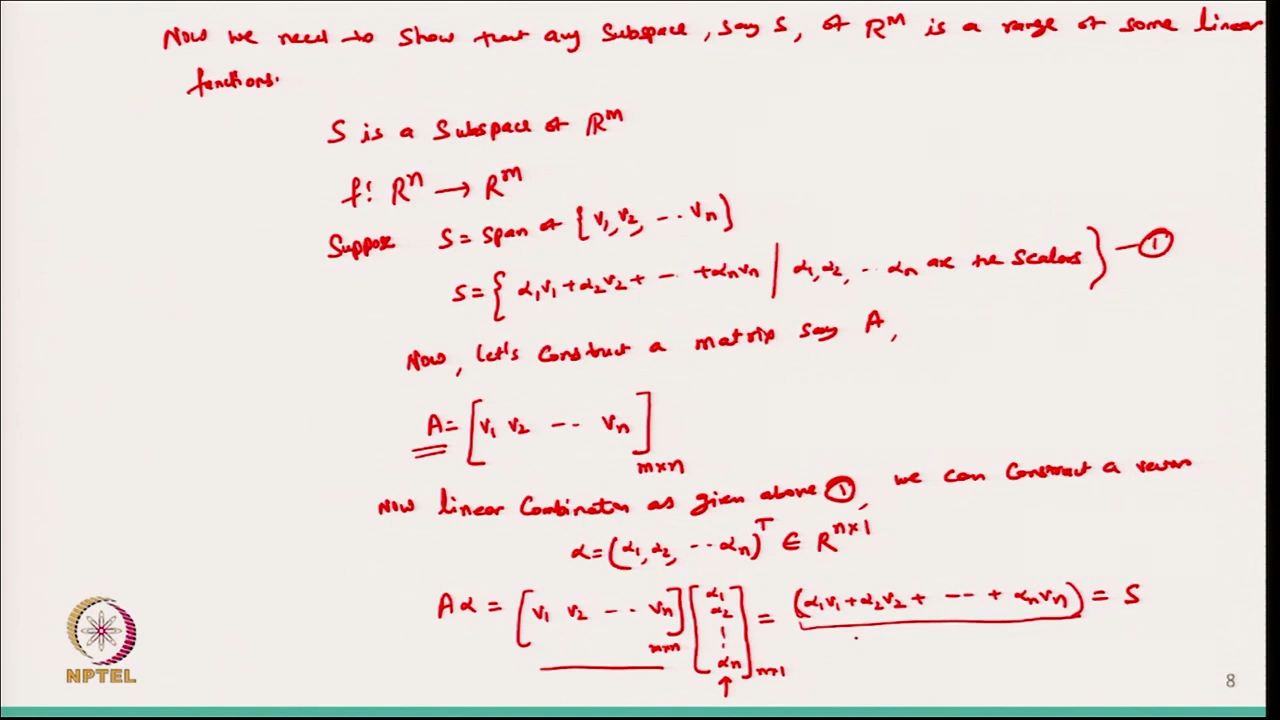 Now we need to show that any subspace, say S, of R^m is a range of some linear
functions.
S is a subspace of R^m
f: R^n → R^m
Suppose S = span of {v₁, v₂, -.. vₙ}
S = { α₁v₁ + α₂v₂ + - .. + αₙvₙ | α₁, α₂, .. αₙ are the scalars } — ①
Now, let's construct a matrix say A,
A = [v₁ v₂ -.. vₙ]ₘₓₙ
Now linear combination as given above ①, we can construct a
α = (α₁, α₂, -.. αₙ)^T ∈ R^{n×1}
Aα = [v₁ v₂ -.. vₙ]ₘₓₙ [α₁ α₂ ¦ αₙ]ₙₓ₁ = (α₁v₁ + α₂v₂ + -- + αₙvₙ) = S
NPTEL
8